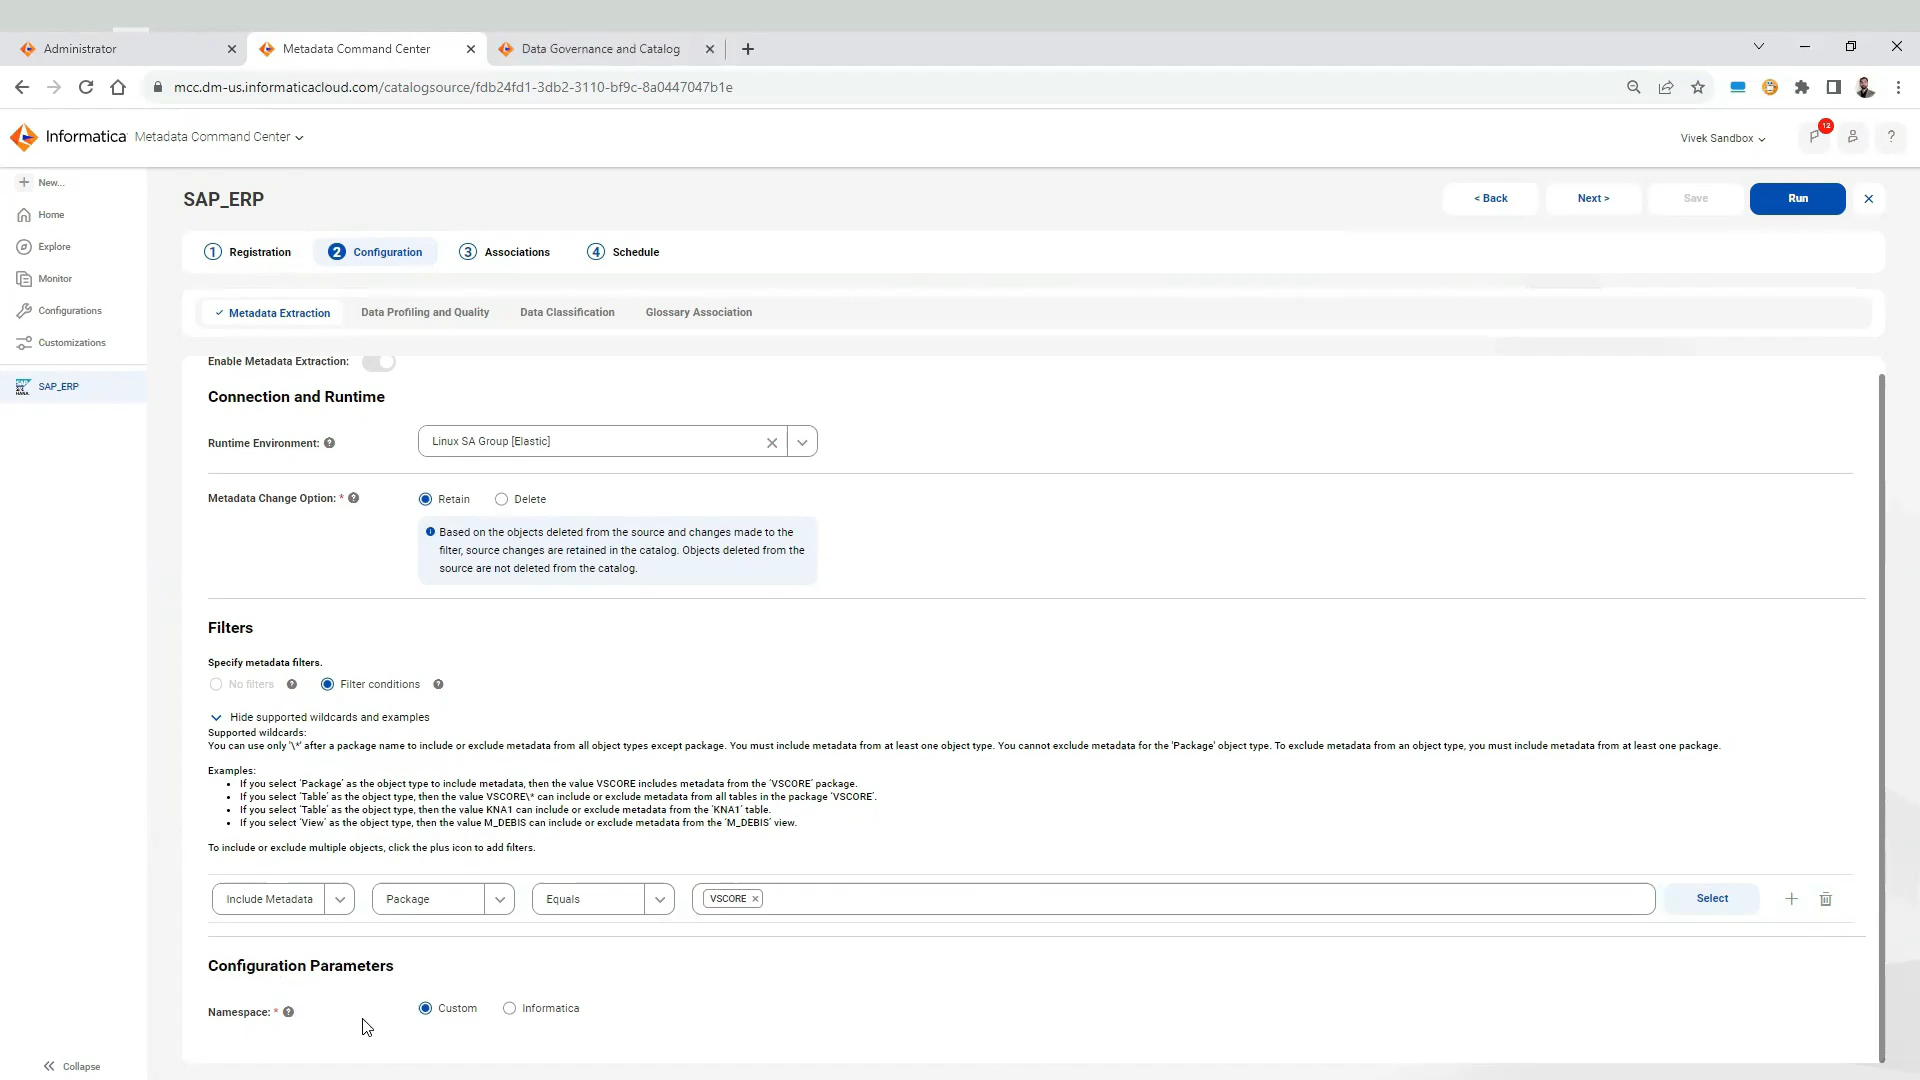 Administrator
Metadata Command Center
Data Governance and Catalog
mcc.dm-us.informaticacloud.com/catalogsource/fdb24fd1-3db2-3110-bf9c-8a0447047b1e
Informatica Metadata Command Center
Vivek Sandbox
12
?
New...
Home
Explore
Monitor
Configurations
Customizations
SAP_ERP
Collapse
SAP_ERP
< Back
Next >
Save
Run
1 Registration
2 Configuration
3 Associations
4 Schedule
Metadata Extraction
Data Profiling and Quality
Data Classification
Glossary Association
Enable Metadata Extraction:
Connection and Runtime
Runtime Environment:
Linux SA Group [Elastic]
Metadata Change Option: *
Retain
Delete
Based on the objects deleted from the source and changes made to the
filter, source changes are retained in the catalog. Objects deleted from the
source are not deleted from the catalog.
Filters
Specify metadata filters.
No filters
Filter conditions
Hide supported wildcards and examples
Supported wildcards:
You can use only '\*' after a package name to include or exclude metadata from all object types except package. You must include metadata from at least one object type. You cannot exclude metadata for the 'Package' object type. To exclude metadata from an object type, you must include metadata from at least one package.
Examples:
• If you select 'Package' as the object type to include metadata, then the value VSCORE includes metadata from the 'VSCORE' package.
• If you select 'Table' as the object type, then the value VSCORE\* can include or exclude metadata from all tables in the package 'VSCORE'.
• If you select 'Table' as the object type, then the value KNA1 can include or exclude metadata from the 'KNA1' table.
• If you select 'View' as the object type, then the value M_DEBIS can include or exclude metadata from the 'M_DEBIS' view.
To include or exclude multiple objects, click the plus icon to add filters.
Include Metadata
Package
Equals
VSCORE
Select
Configuration Parameters
Namespace: *
Custom
Informatica